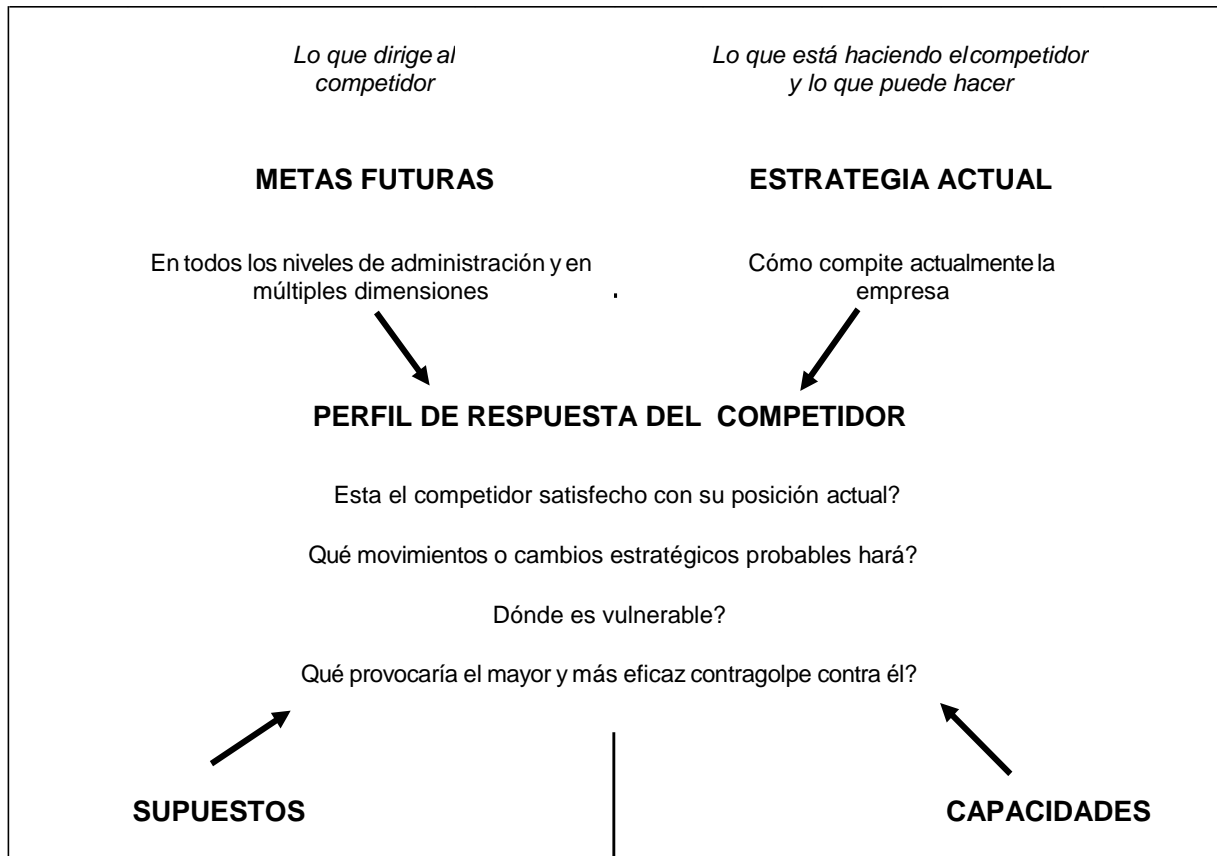 Lo que dirige al
competidor
Lo que está haciendo el competidor
y lo que puede hacer
METAS FUTURAS
ESTRATEGIA ACTUAL
En todos los niveles de administración y en
múltiples dimensiones
Cómo compite actualmente la
empresa
.
PERFIL DE RESPUESTA DEL COMPETIDOR
Esta el competidor satisfecho con su posición actual?
Qué movimientos o cambios estratégicos probables hará?
Dónde es vulnerable?
Qué provocaría el mayor y más eficaz contragolpe contra él?
SUPUESTOS
CAPACIDADES